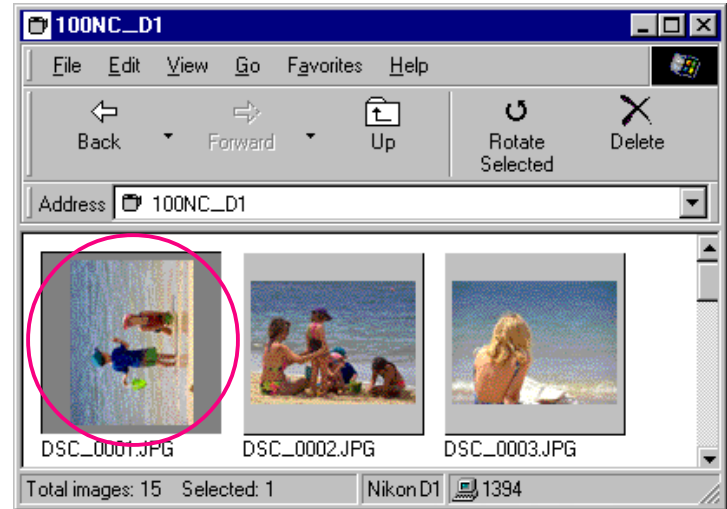 100NC_D1
File Edit View Go Favorites Help
Back Forward Up Rotate Selected Delete
Address 100NC_D1
DSC_0001.JPG DSC_0002.JPG DSC_0003.JPG
Total images: 15 Selected: 1 Nikon D1 1394